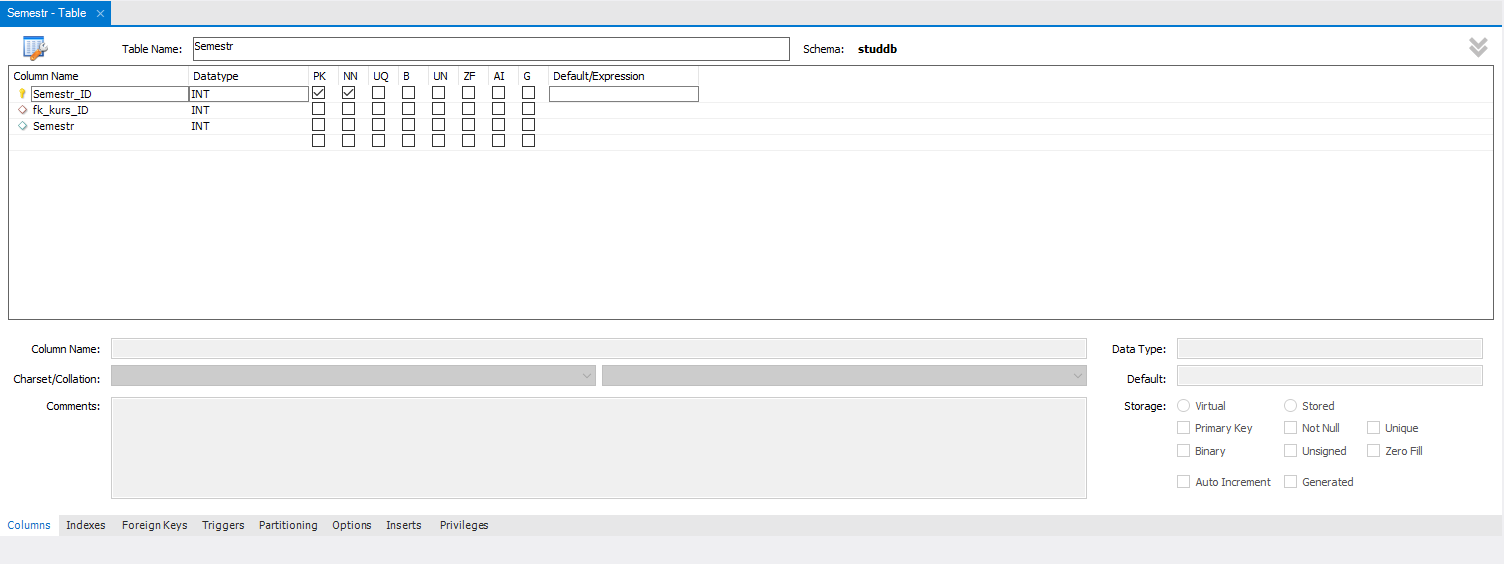 Semestr - Table
Table Name: Semestr Schema: studdb
Column Name Datatype PK NN UQ B UN ZF AI G Default/Expression
Semestr_ID INT
fk_kurs_ID INT
Semestr INT
Column Name: Data Type:
Charset/Collation: Default:
Comments: Storage: Virtual Stored
Primary Key Not Null Unique
Binary Unsigned Zero Fill
Auto Increment Generated
Columns Indexes Foreign Keys Triggers Partitioning Options Inserts Privileges